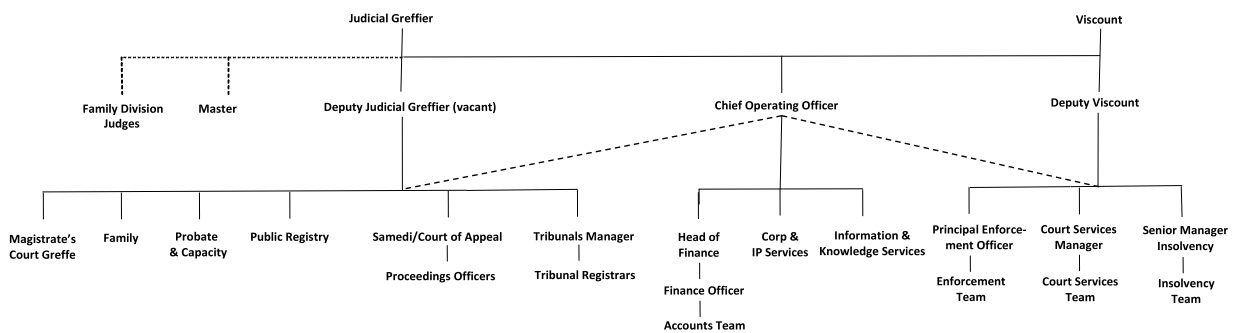 Judicial Greffier
Viscount
Family Division
Judges
Master
Deputy Judicial Greffier (vacant)
Chief Operating Officer
Deputy Viscount
Magistrate's
Court Greffe
Family
Probate
& Capacity
Public Registry
Samedi/Court of Appeal
Proceedings Officers
Tribunals Manager
Tribunal Registrars
Head of
Finance
Finance Officer
Accounts Team
Corp &
IP Services
Information &
Knowledge Services
Principal Enforce-
ment Officer
Enforcement
Team
Court Services
Manager
Court Services
Team
Senior Manager
Insolvency
Insolvency
Team